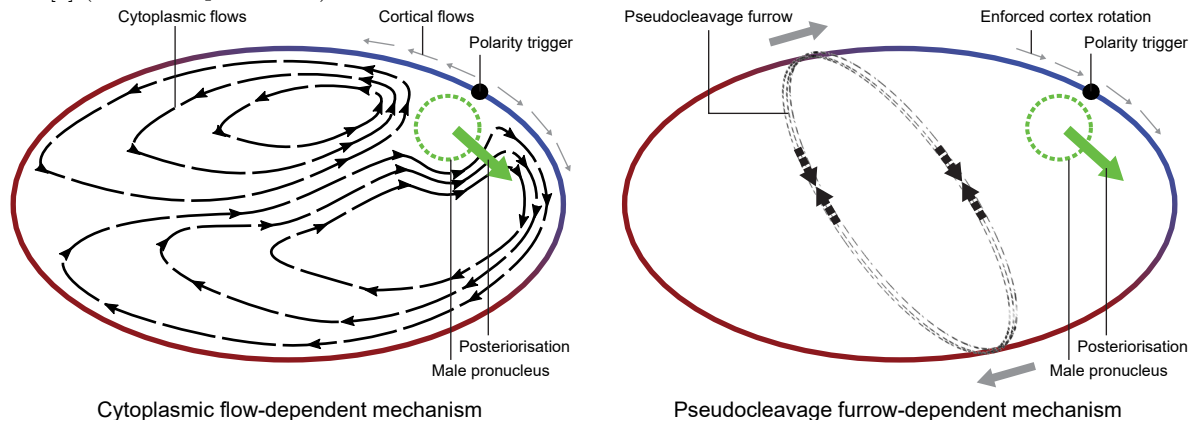 Cytoplasmic flows
Cortical flows
Polarity trigger
Posteriorisation
Male pronucleus
Cytoplasmic flow-dependent mechanism
Pseudocleavage furrow
Enforced cortex rotation
Polarity trigger
Posteriorisation
Male pronucleus
Pseudocleavage furrow-dependent mechanism